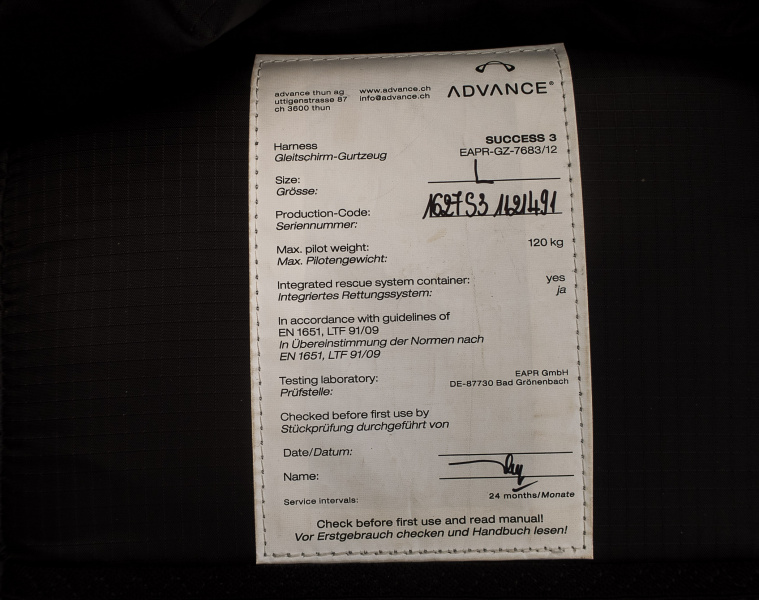 advance thun ag www.advance.ch
uttigenstrasse 87 info@advance.ch
ch 3600 thun
ADVANCE®
Harness SUCCESS 3
Gleitschirm-Gurtzeug EAPR-GZ-7683/12
Size: L
Grösse:
Production-Code: 1627S3 1621491
Seriennummer:
Max. pilot weight: 120 kg
Max. Pilotengewicht:
Integrated rescue system container: yes
Integriertes Rettungssystem: ja
In accordance with guidelines of
EN 1651, LTF 91/09
In Übereinstimmung der Normen nach
EN 1651, LTF 91/09
Testing laboratory: EAPR GmbH
Prüfstelle: DE-87730 Bad Grönenbach
Checked before first use by
Stückprüfung durchgeführt von
Date/Datum:
Name:
Service intervals: 24 months/Monate
Check before first use and read manual!
Vor Erstgebrauch checken und Handbuch lesen!